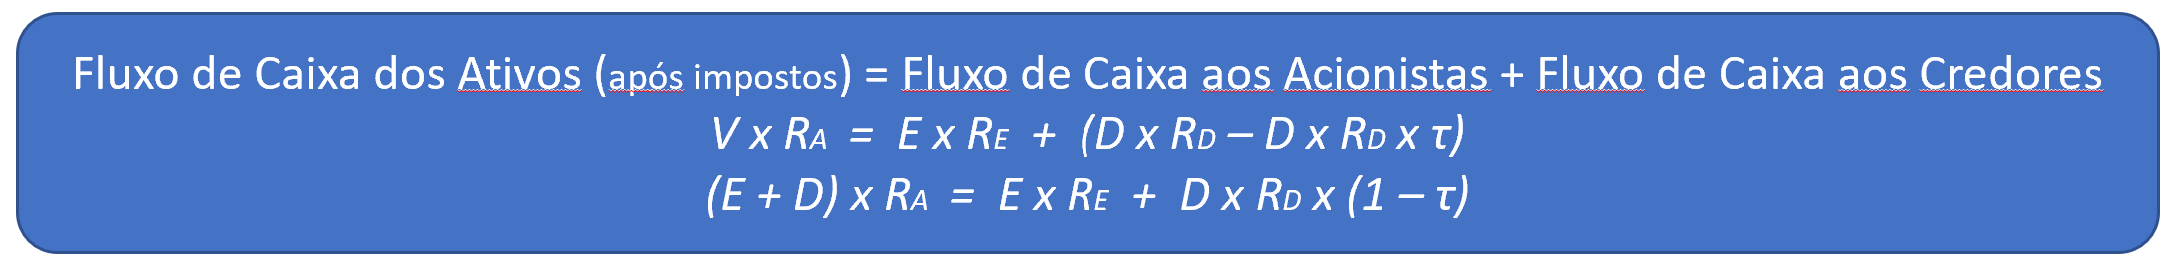 Fluxo de Caixa dos Ativos (após impostos) = Fluxo de Caixa aos Acionistas + Fluxo de Caixa aos Credores
V x RA = E x RE + (D x RD – D x RD x τ)
(E + D) x RA = E x RE + D x RD x (1 – τ)